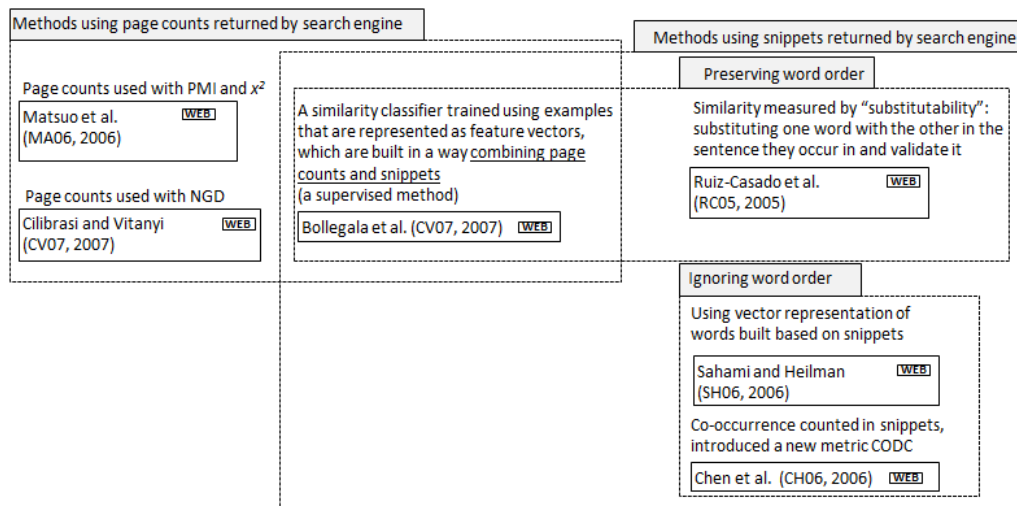 Methods using page counts returned by search engine
Methods using snippets returned by search engine
Page counts used with PMI and x²
Matsuo et al. WEB
(MA06, 2006)
Page counts used with NGD
Cilibrasi and Vitanyi WEB
(CV07, 2007)
A similarity classifier trained using examples
that are represented as feature vectors,
which are built in a way combining page
counts and snippets
(a supervised method)
Bollegala et al. (CV07, 2007) WEB
Preserving word order
Similarity measured by “substitutability”:
substituting one word with the other in the
sentence they occur in and validate it
Ruiz-Casado et al. WEB
(RC05, 2005)
Ignoring word order
Using vector representation of
words built based on snippets
Sahami and Heilman WEB
(SH06, 2006)
Co-occurrence counted in snippets,
introduced a new metric CODC
Chen et al. (CH06, 2006) WEB